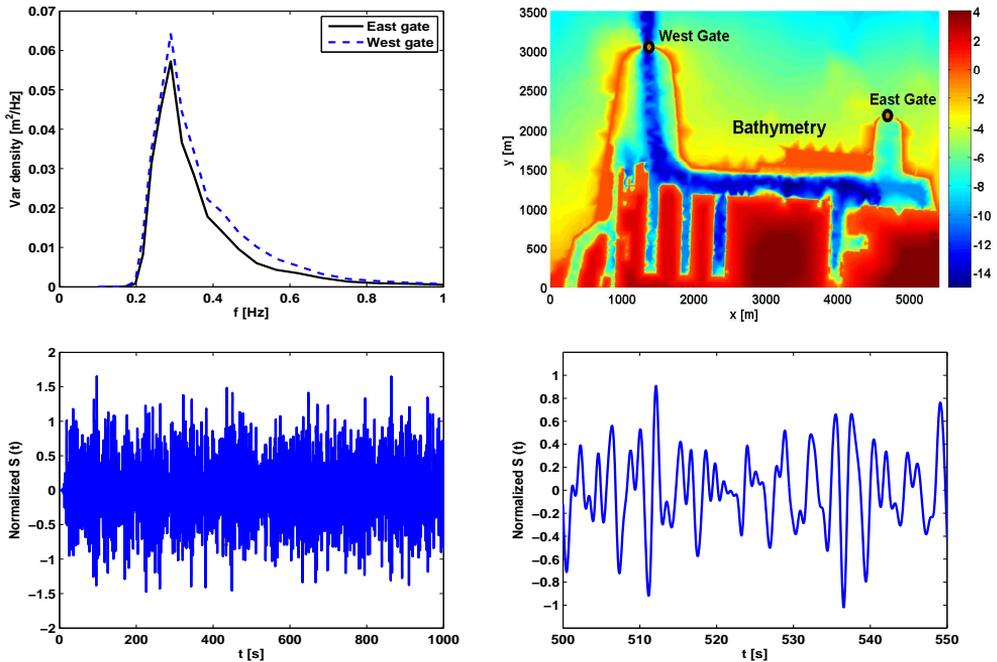 East gate
West gate
Var density [m²/Hz]
0.07
0.06
0.05
0.04
0.03
0.02
0.01
0
0 0.2 0.4 0.6 0.8 1
f [Hz]
West Gate
East Gate
Bathymetry
y [m]
3500
3000
2500
2000
1500
1000
500
0
0 1000 2000 3000 4000 5000
x [m]
4
2
0
−2
−4
−6
−8
−10
−12
−14
Normalized S (t)
2
1.5
1
0.5
0
−0.5
−1
−1.5
−2
0 200 400 600 800 1000
t [s]
Normalized S (t)
1
0.8
0.6
0.4
0.2
0
−0.2
−0.4
−0.6
−0.8
−1
500 510 520 530 540 550
t [s]